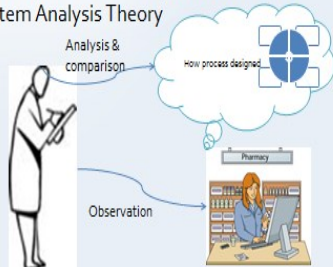 tem Analysis Theory
Analysis &
comparison
How process designed
Pharmacy
Observation